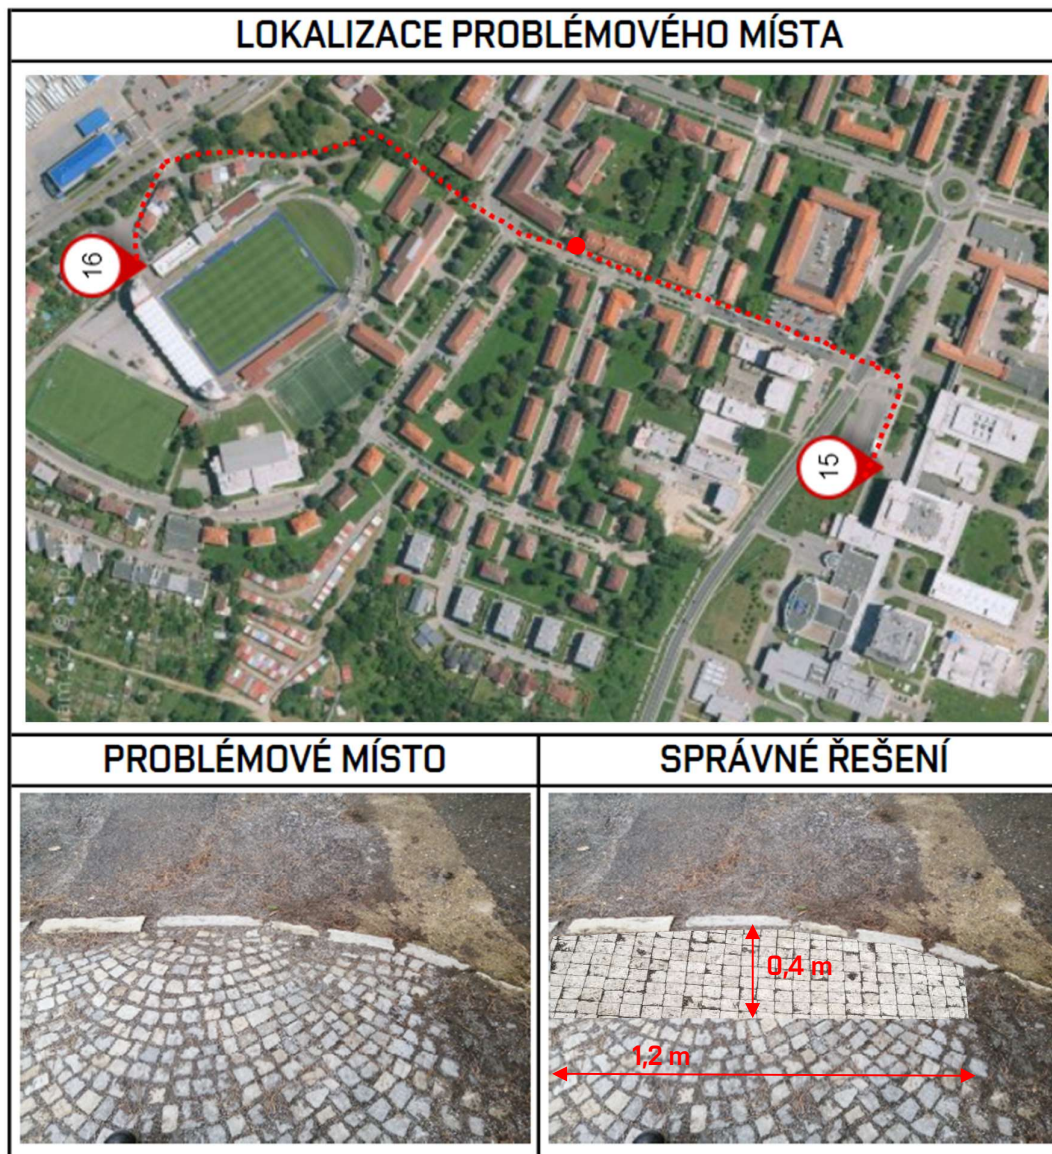 LOKALIZACE PROBLÉMOVÉHO MÍSTA
16
15
PROBLÉMOVÉ MÍSTO
SPRÁVNÉ ŘEŠENÍ
0,4 m
1,2 m